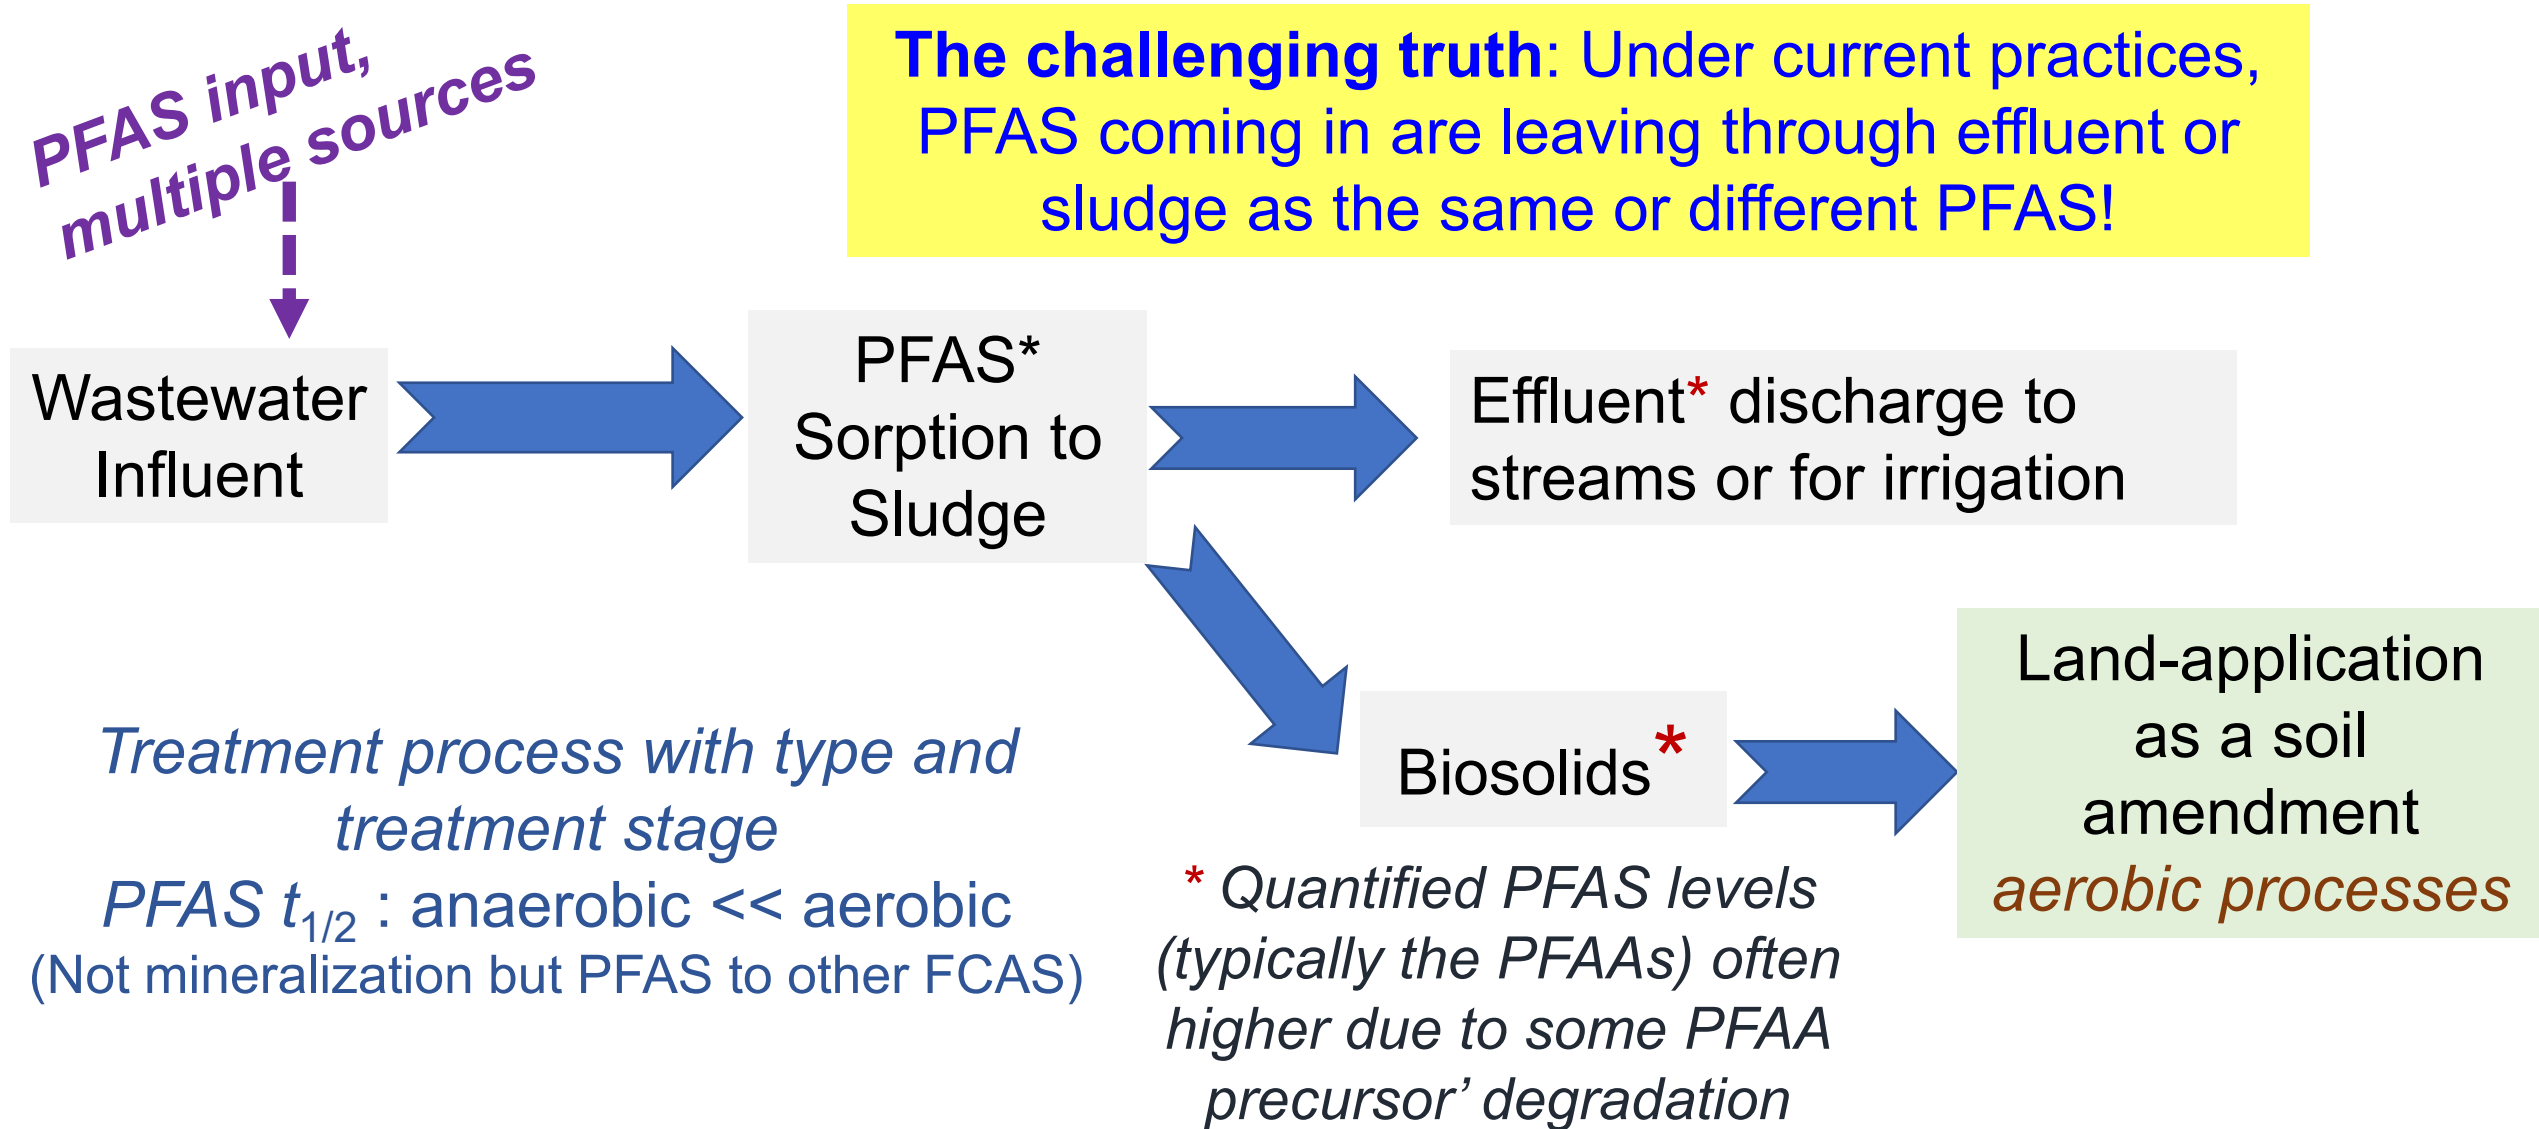 PFAS input,
multiple sources
The challenging truth: Under current practices,
PFAS coming in are leaving through effluent or
sludge as the same or different PFAS!
Wastewater
Influent
PFAS*
Sorption to
Sludge
Effluent* discharge to
streams or for irrigation
Biosolids*
Land-application
as a soil
amendment
aerobic processes
Treatment process with type and
treatment stage
PFAS t1/2 : anaerobic << aerobic
(Not mineralization but PFAS to other FCAS)
* Quantified PFAS levels
(typically the PFAAs) often
higher due to some PFAA
precursor’ degradation